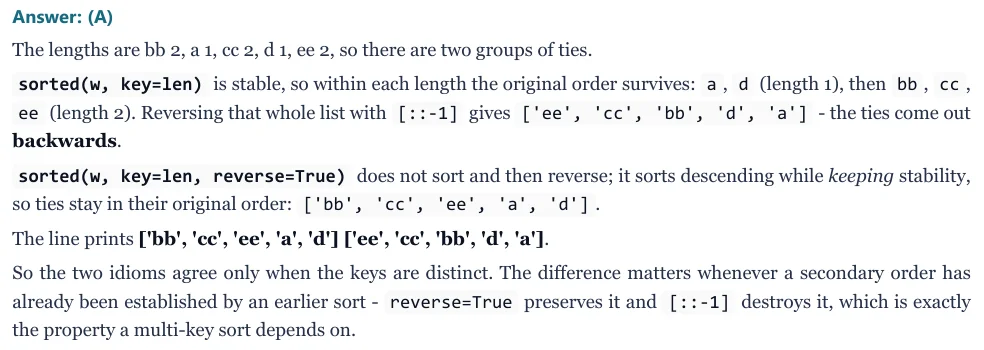 Answer: (A)
The lengths are bb 2, a 1, cc 2, d 1, ee 2, so there are two groups of ties.
sorted(w, key=len) is stable, so within each length the original order survives: a , d (length 1), then bb , cc ,
ee (length 2). Reversing that whole list with [::-1] gives ['ee', 'cc', 'bb', 'd', 'a'] - the ties come out
backwards.
sorted(w, key=len, reverse=True) does not sort and then reverse; it sorts descending while keeping stability,
so ties stay in their original order: ['bb', 'cc', 'ee', 'a', 'd'] .
The line prints ['bb', 'cc', 'ee', 'a', 'd'] ['ee', 'cc', 'bb', 'd', 'a'].
So the two idioms agree only when the keys are distinct. The difference matters whenever a secondary order has
already been established by an earlier sort - reverse=True preserves it and [::-1] destroys it, which is exactly
the property a multi-key sort depends on.